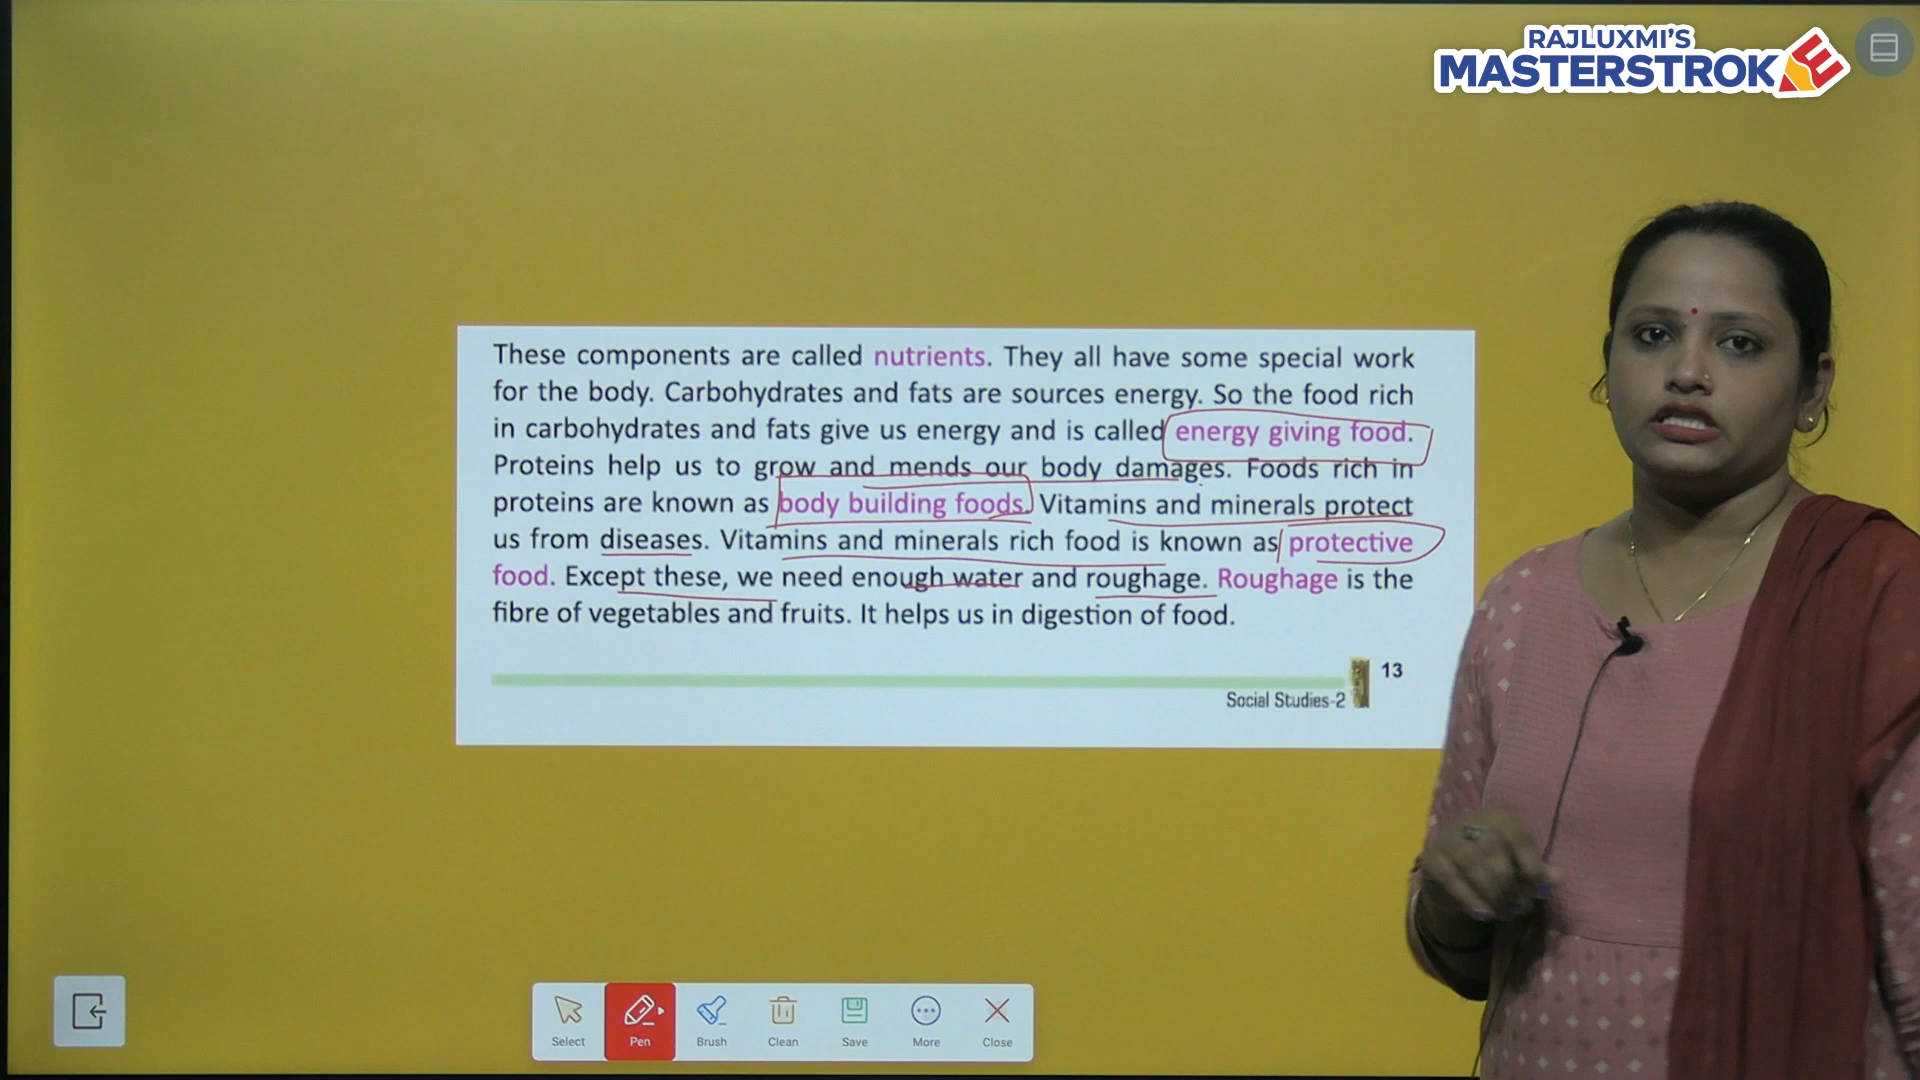 RAJLUXMI'S
MASTERSTROKE
These components are called nutrients. They all have some special work
for the body. Carbohydrates and fats are sources energy. So the food rich
in carbohydrates and fats give us energy and is called energy giving food.
Proteins help us to grow and mends our body damages. Foods rich in
proteins are known as body building foods. Vitamins and minerals protect
us from diseases. Vitamins and minerals rich food is known as protective
food. Except these, we need enough water and roughage. Roughage is the
fibre of vegetables and fruits. It helps us in digestion of food.
13
Social Studies-2
Select Pen Brush Clean Save More Close